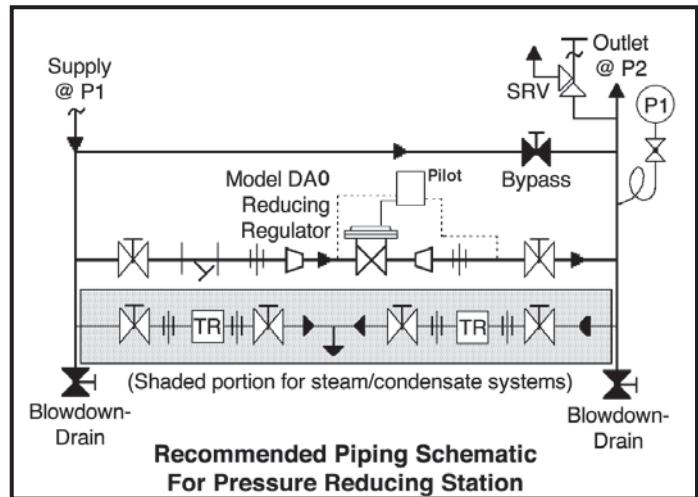 Supply
@ P1
Outlet
@ P2
SRV
P1
Bypass
Model DA0
Reducing
Regulator
Pilot
TR
TR
(Shaded portion for steam/condensate systems)
Blowdown-
Drain
Blowdown-
Drain
Recommended Piping Schematic
For Pressure Reducing Station